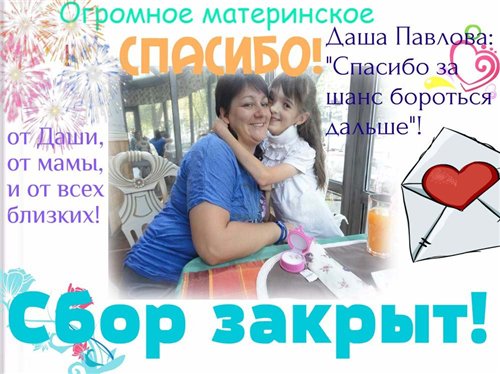 Огромное материнское
СПАСИБО!
Даша Павлова:
"Спасибо за
шанс бороться
дальше"!
от Даши,
от мамы,
и от всех
близких!
Сбор закрыт!